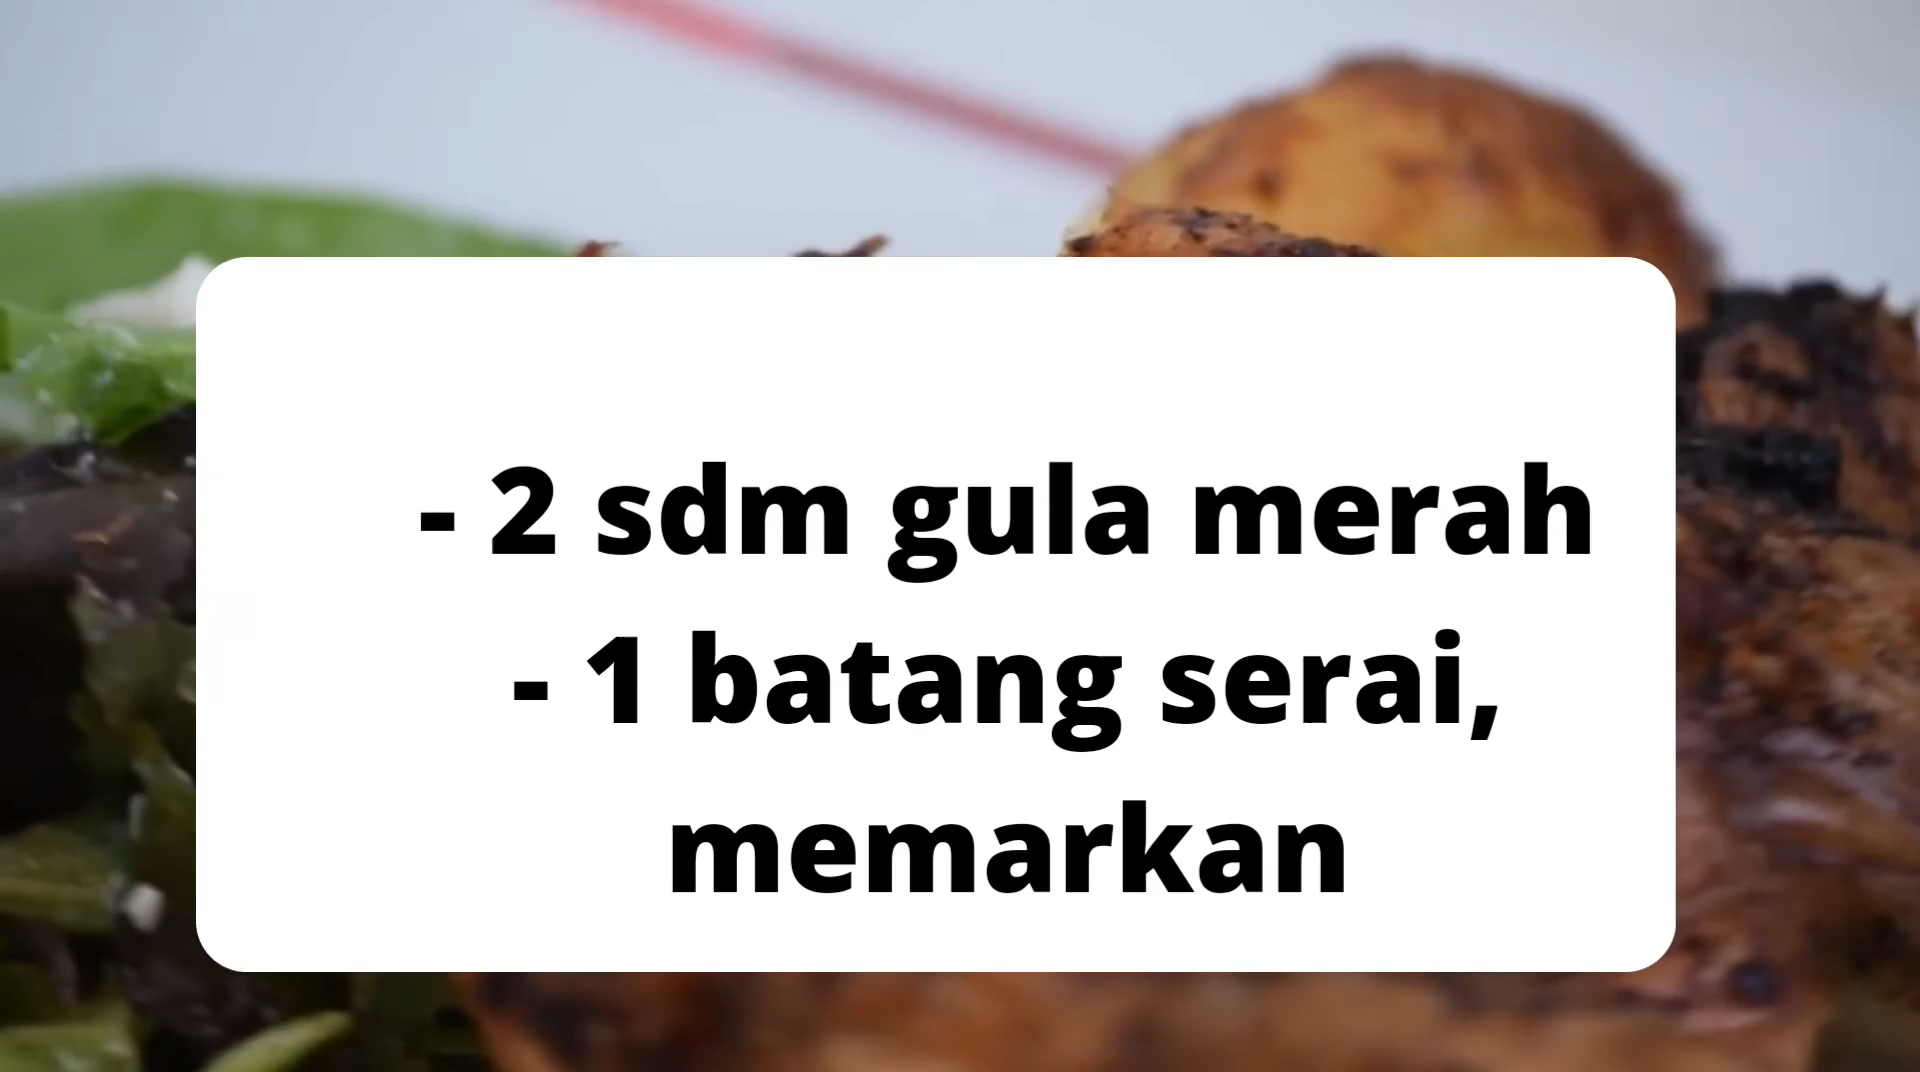 - 2 sdm gula merah
- 1 batang serai,
memarkan